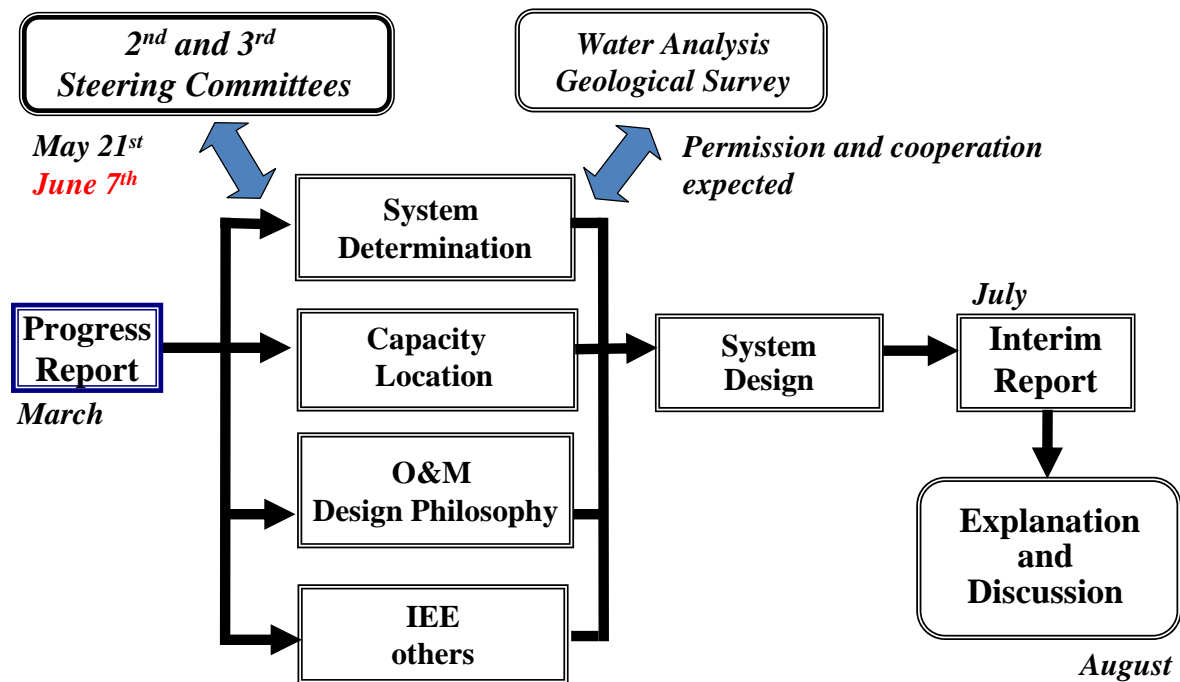 2nd and 3rd
Steering Committees
Water Analysis
Geological Survey
May 21st
June 7th
Permission and cooperation
expected
System
Determination
Progress
Report
March
Capacity
Location
System
Design
July
Interim
Report
O&M
Design Philosophy
Explanation
and
Discussion
IEE
others
August